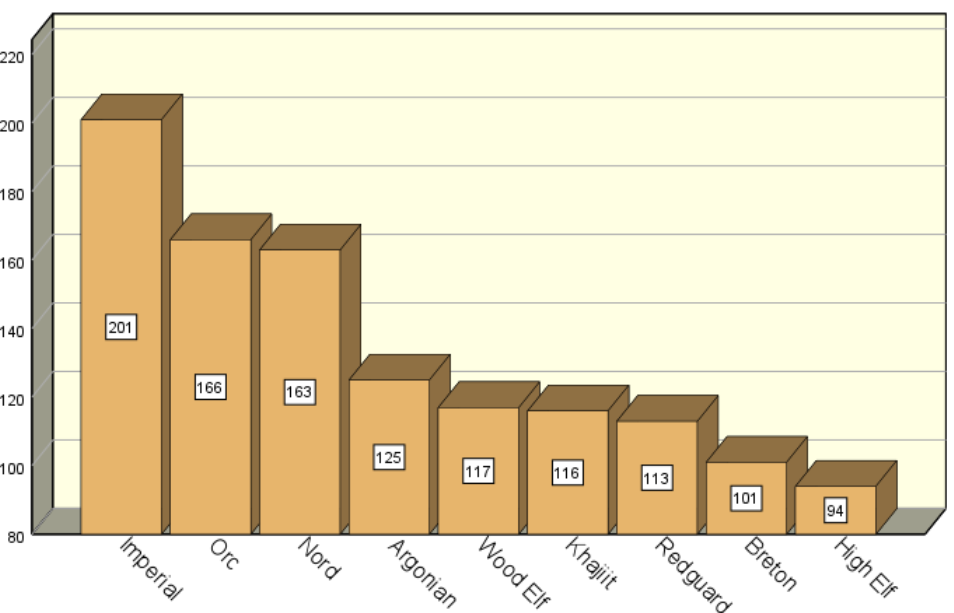 220
200
180
160
140
120
100
80
201
166
163
125
117
116
113
101
94
Imperial
Orc
Nord
Argonian
Wood Elf
Khajiit
Redguard
Breton
High Elf